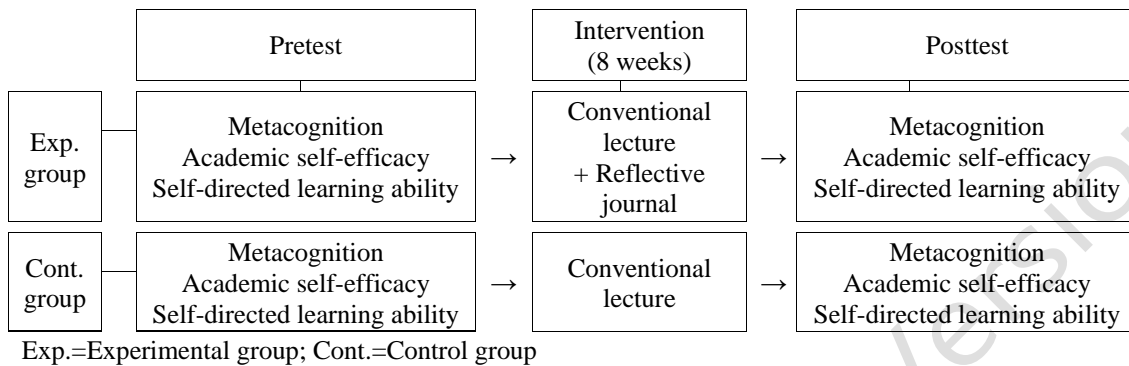 Pretest
Intervention
(8 weeks)
Posttest
Exp.
group
Metacognition
Academic self-efficacy
Self-directed learning ability
→
Conventional
lecture
+ Reflective
journal
→
Metacognition
Academic self-efficacy
Self-directed learning ability
Cont.
group
Metacognition
Academic self-efficacy
Self-directed learning ability
→
Conventional
lecture
→
Metacognition
Academic self-efficacy
Self-directed learning ability
Exp.=Experimental group; Cont.=Control group
Version